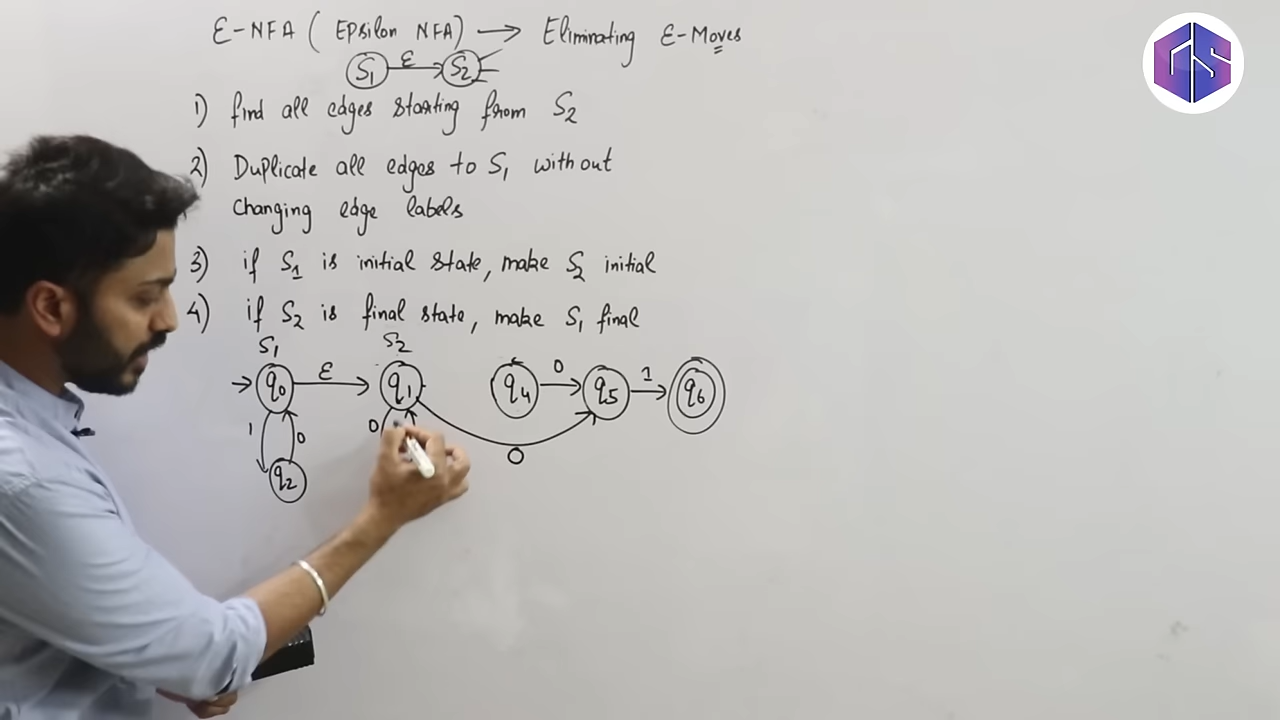 ε-NFA ( Epsilon NFA) → Eliminating ε-Moves
S1 ε S2
1) find all edges starting from S2
2) Duplicate all edges to S1 without
changing edge labels
3) if S1 is initial state, make S2 initial
4) if S2 is final state, make S1 final
S1 S2
q0 ε q1 q4 0 q5 1 q6
1 0 0 0
q2
GS